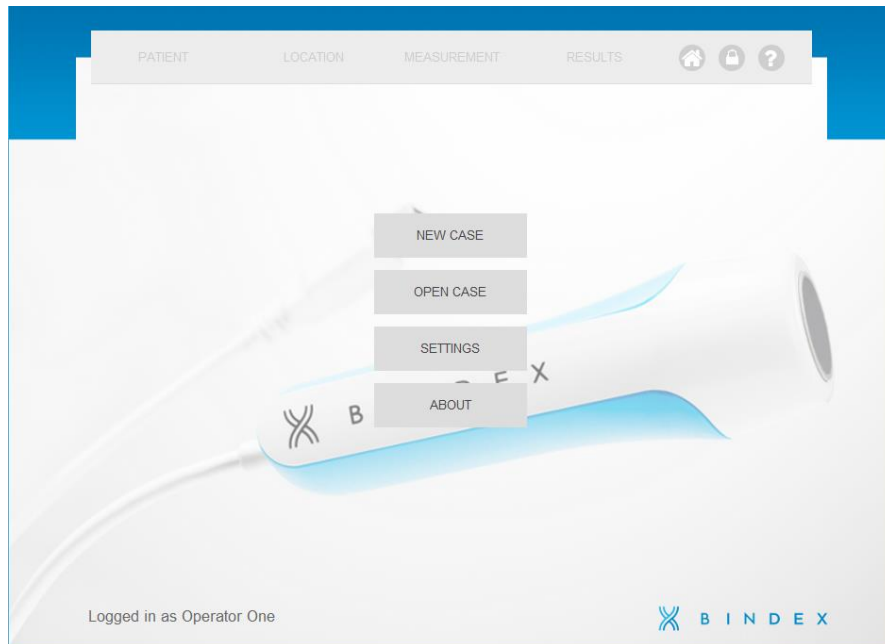 PATIENT LOCATION MEASUREMENT RESULTS ?
NEW CASE
OPEN CASE
SETTINGS
ABOUT
B E X
Logged in as Operator One
BINDEX